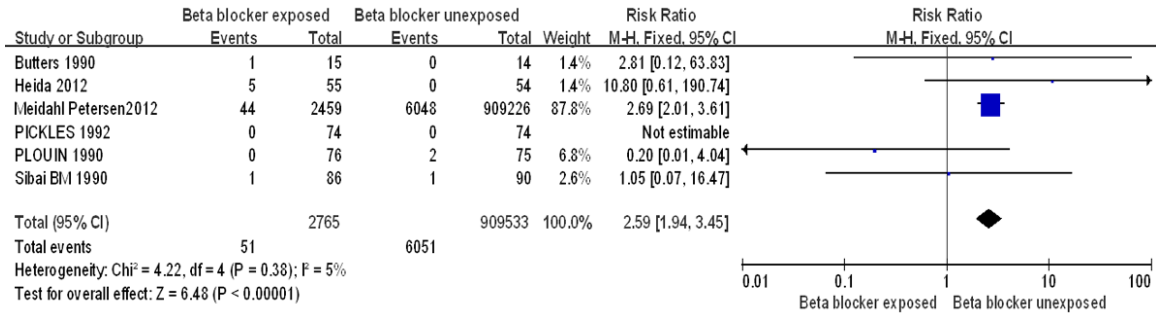 Beta blocker exposed Beta blocker unexposed Risk Ratio Risk Ratio
Study or Subgroup Events Total Events Total Weight M-H, Fixed, 95% CI M-H, Fixed, 95% CI
Butters 1990 1 15 0 14 1.4% 2.81 [0.12, 63.83]
Heida 2012 5 55 0 54 1.4% 10.80 [0.61, 190.74]
Meidahl Petersen2012 44 2459 6048 909226 87.8% 2.69 [2.01, 3.61]
PICKLES 1992 0 74 0 74 Not estimable
PLOUIN 1990 0 76 2 75 6.8% 0.20 [0.01, 4.04]
Sibai BM 1990 1 86 1 90 2.6% 1.05 [0.07, 16.47]
Total (95% CI) 2765 909533 100.0% 2.59 [1.94, 3.45]
Total events 51 6051
Heterogeneity: Chi² = 4.22, df = 4 (P = 0.38); I² = 5%
Test for overall effect: Z = 6.48 (P < 0.00001)
0.01 0.1 1 10 100
Beta blocker exposed Beta blocker unexposed